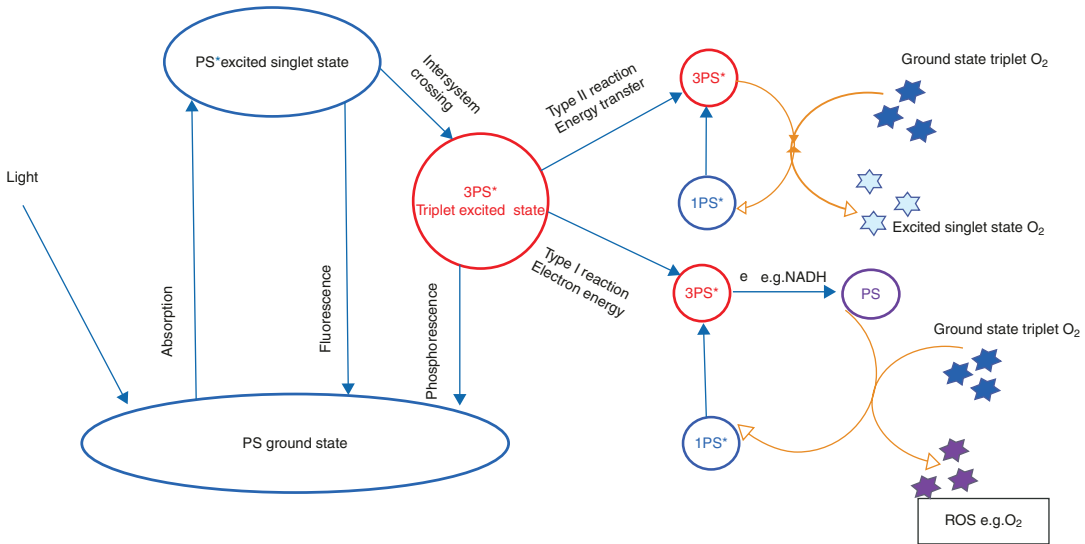 PS*excited singlet state
Intersystem
crossing
Type II reaction
Energy transfer
3PS*
Ground state triplet O₂
Light
Absorption
Fluorescence
3PS*
Triplet excited state
1PS*
Excited singlet state O₂
Phosphorescence
Type I reaction
Electron energy
3PS*
e e.g.NADH
PS
Ground state triplet O₂
PS ground state
1PS*
ROS e.g.O₂